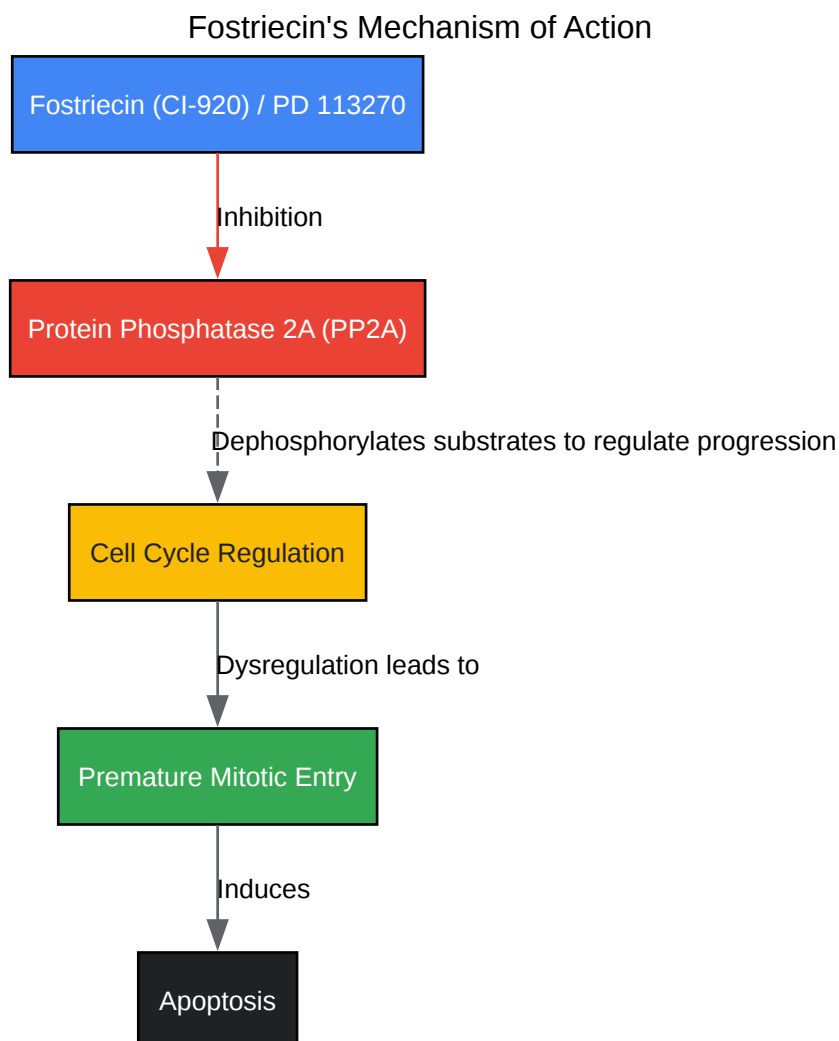 Fostriecin's Mechanism of Action
Fostriecin (CI-920) / PD 113270
Inhibition
Protein Phosphatase 2A (PP2A)
Dephosphorylates substrates to regulate progression
Cell Cycle Regulation
Dysregulation leads to
Premature Mitotic Entry
Induces
Apoptosis